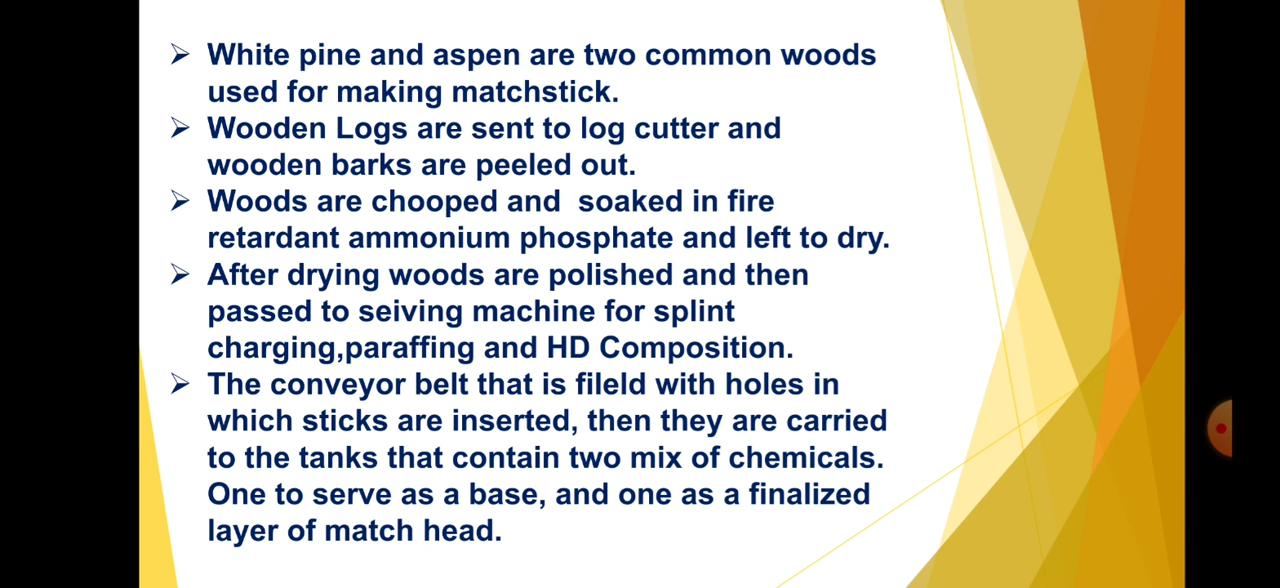 ➢ White pine and aspen are two common woods
used for making matchstick.
➢ Wooden Logs are sent to log cutter and
wooden barks are peeled out.
➢ Woods are chooped and  soaked in fire
retardant ammonium phosphate and left to dry.
➢ After drying woods are polished and then
passed to seiving machine for splint
charging,paraffing and HD Composition.
➢ The conveyor belt that is fileld with holes in
which sticks are inserted, then they are carried
to the tanks that contain two mix of chemicals.
One to serve as a base, and one as a finalized
layer of match head.